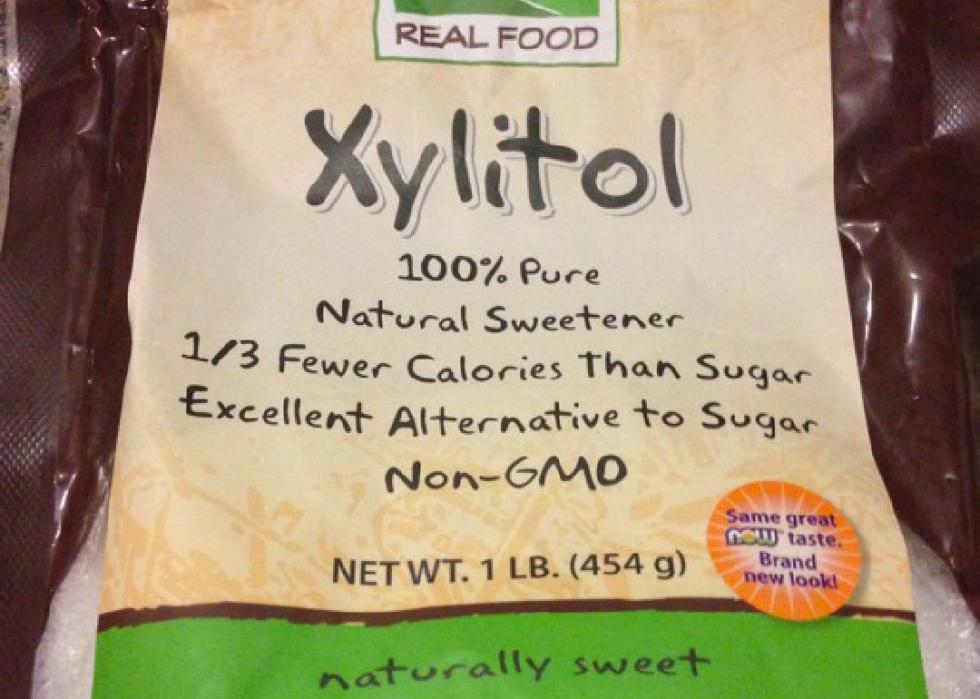 REAL FOOD
Xylitol
100% Pure
Natural Sweetener
1/3 Fewer Calories Than Sugar
Excellent Alternative to Sugar
Non-GMO
NET WT. 1 LB. (454 g)
Same great
NOW taste.
Brand
new look!
naturally sweet